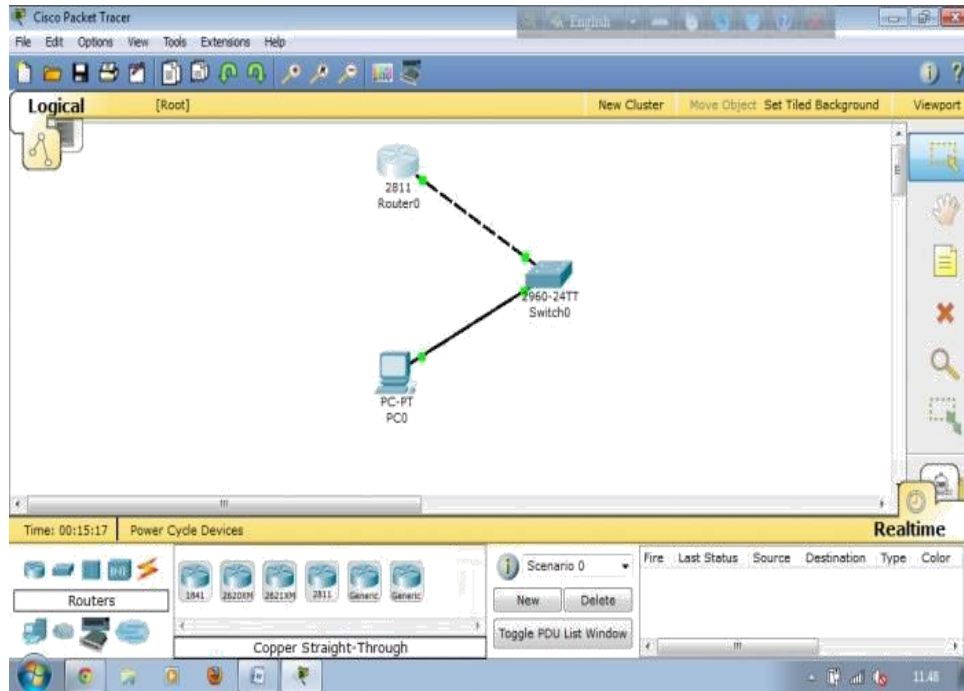 Cisco Packet Tracer
English
File Edit Options View Tools Extensions Help
Logical [Root] New Cluster Move Object Set Tiled Background Viewport
2811
Router0
2960-24TT
Switch0
PC-PT
PC0
Time: 00:15:17 Power Cycle Devices Realtime
Routers
1841 2620XM 2621XM 2811 Generic Generic
Copper Straight-Through
Scenario 0
New Delete
Toggle PDU List Window
Fire Last Status Source Destination Type Color
11.48